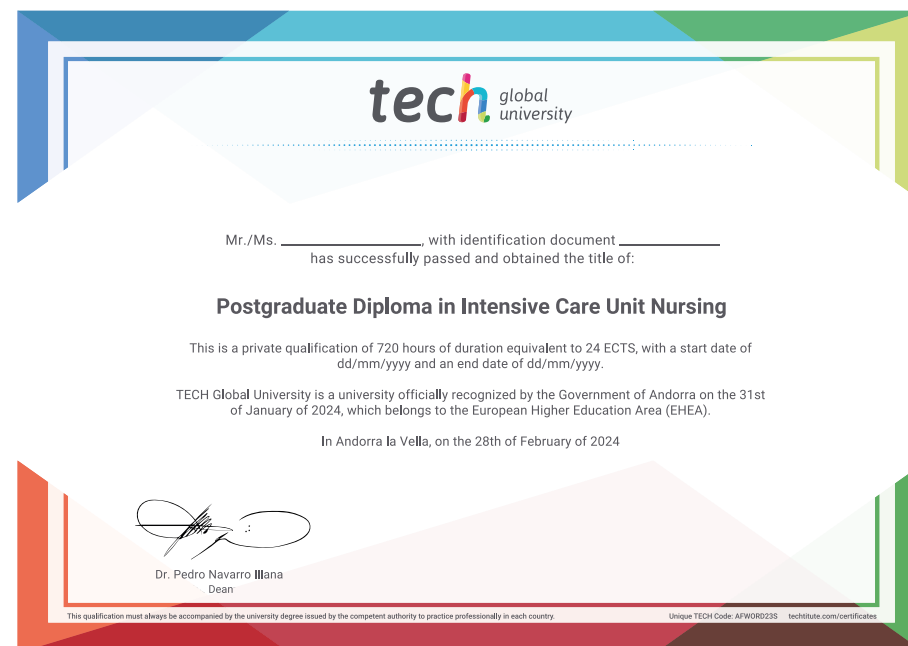 tech global university
Mr./Ms. ____________________, with identification document ______________
has successfully passed and obtained the title of:
Postgraduate Diploma in Intensive Care Unit Nursing
This is a private qualification of 720 hours of duration equivalent to 24 ECTS, with a start date of
dd/mm/yyyy and an end date of dd/mm/yyyy.
TECH Global University is a university officially recognized by the Government of Andorra on the 31st
of January of 2024, which belongs to the European Higher Education Area (EHEA).
In Andorra la Vella, on the 28th of February of 2024
Dr. Pedro Navarro Illana
Dean
This qualification must always be accompanied by the university degree issued by the competent authority to practice professionally in each country. Unique TECH Code: AFWORD23S techtitute.com/certificates